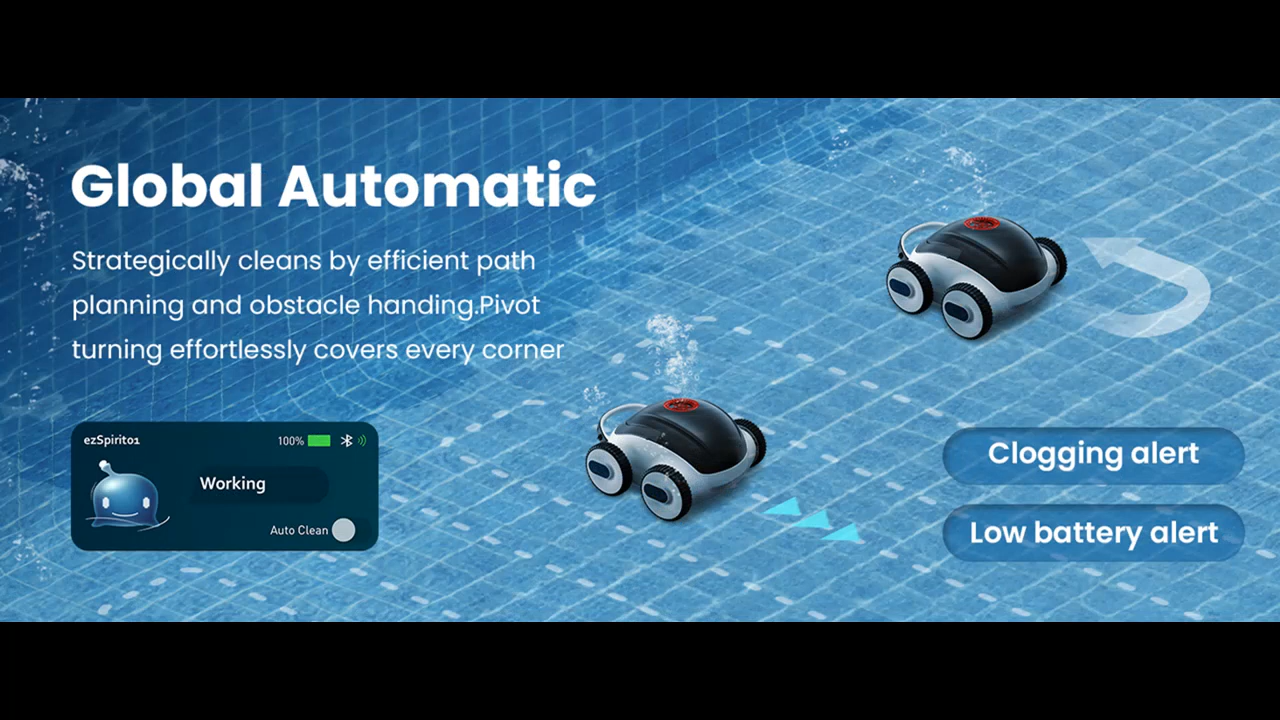 Global Automatic
Strategically cleans by efficient path
planning and obstacle handing.Pivot
turning effortlessly covers every corner
ezSpirit01 100%
Working
Auto Clean
Clogging alert
Low battery alert